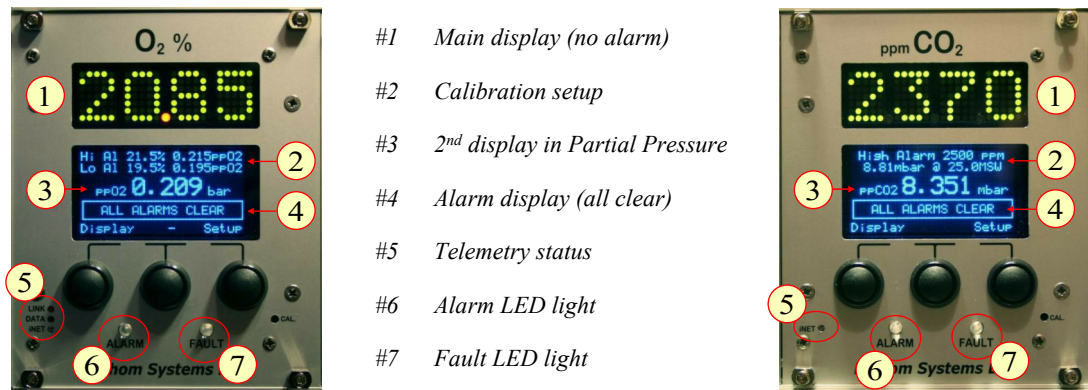 O2 %
20.85
1
Hi Al 21.5% 0.215ppO2
Lo Al 19.5% 0.195ppO2
2
3
ppO2 0.209 bar
ALL ALARMS CLEAR
4
Display - Setup
5
LINK
DATA
iNET
CAL.
ALARM
FAULT
6
7
hom Systems
#1 Main display (no alarm)
#2 Calibration setup
#3 2nd display in Partial Pressure
#4 Alarm display (all clear)
#5 Telemetry status
#6 Alarm LED light
#7 Fault LED light
ppm CO2
2370
1
High Alarm 2500 ppm
8.81mbar @ 25.0MSW
2
3
ppCO2 8.351 mbar
ALL ALARMS CLEAR
4
Display Setup
5
iNET
CAL.
ALARM
FAULT
6
7
hom Systems